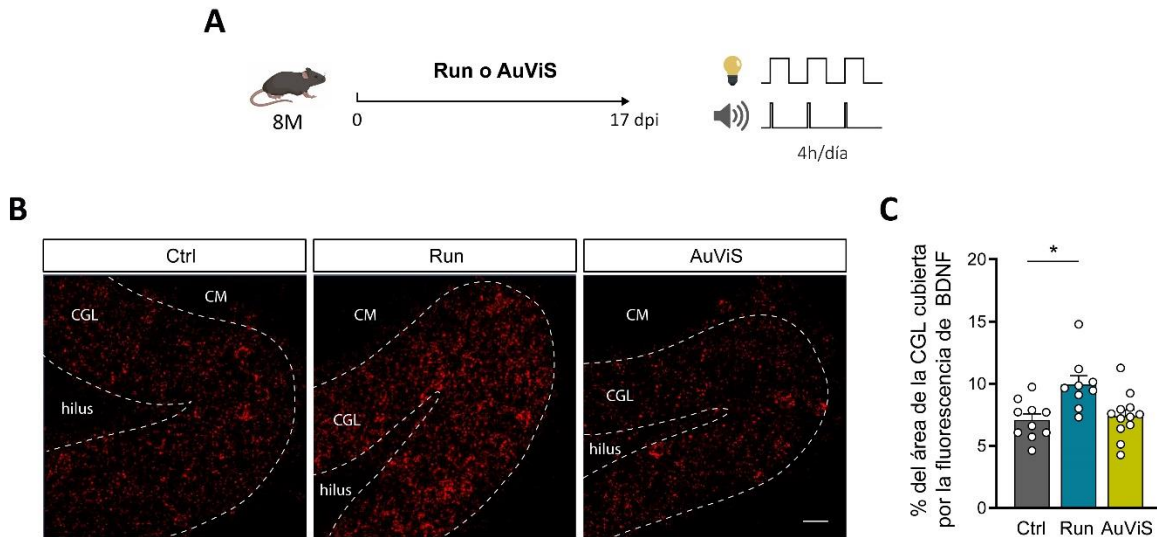 A
Run o AuViS
8M
0
17 dpi
4h/día
B
Ctrl
Run
AuViS
CM
CGL
hilus
CM
CGL
hilus
CM
CGL
hilus
C
% del área de la CGL cubierta
por la fluorescencia de BDNF
20
15
10
5
0
*
Ctrl
Run
AuViS